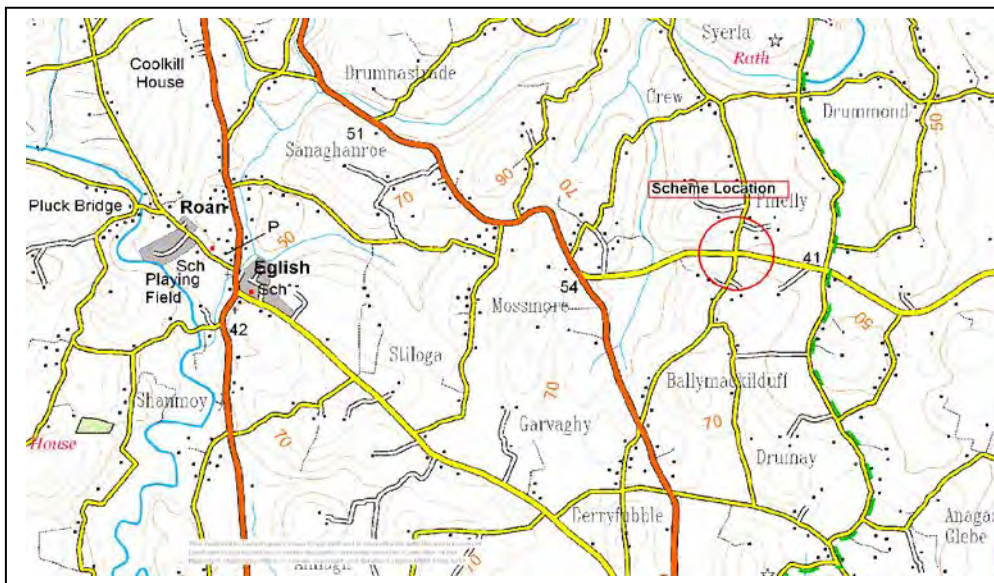 Syerla
Rath
Coolkill
House
Drumnastrade
Crew
Drummond
50
51
Sanaghanroe
90
70
70
Scheme Location
Pluck Bridge
Roan
P
50
Sch
Eglish
Sch
Playing
Field
41
54
Mossmore
50
42
Stiloga
Ballymackilduff
Shanmoy
70
70
House
70
Garvaghy
70
Drumay
Derryfubble
Anagas
Glebe